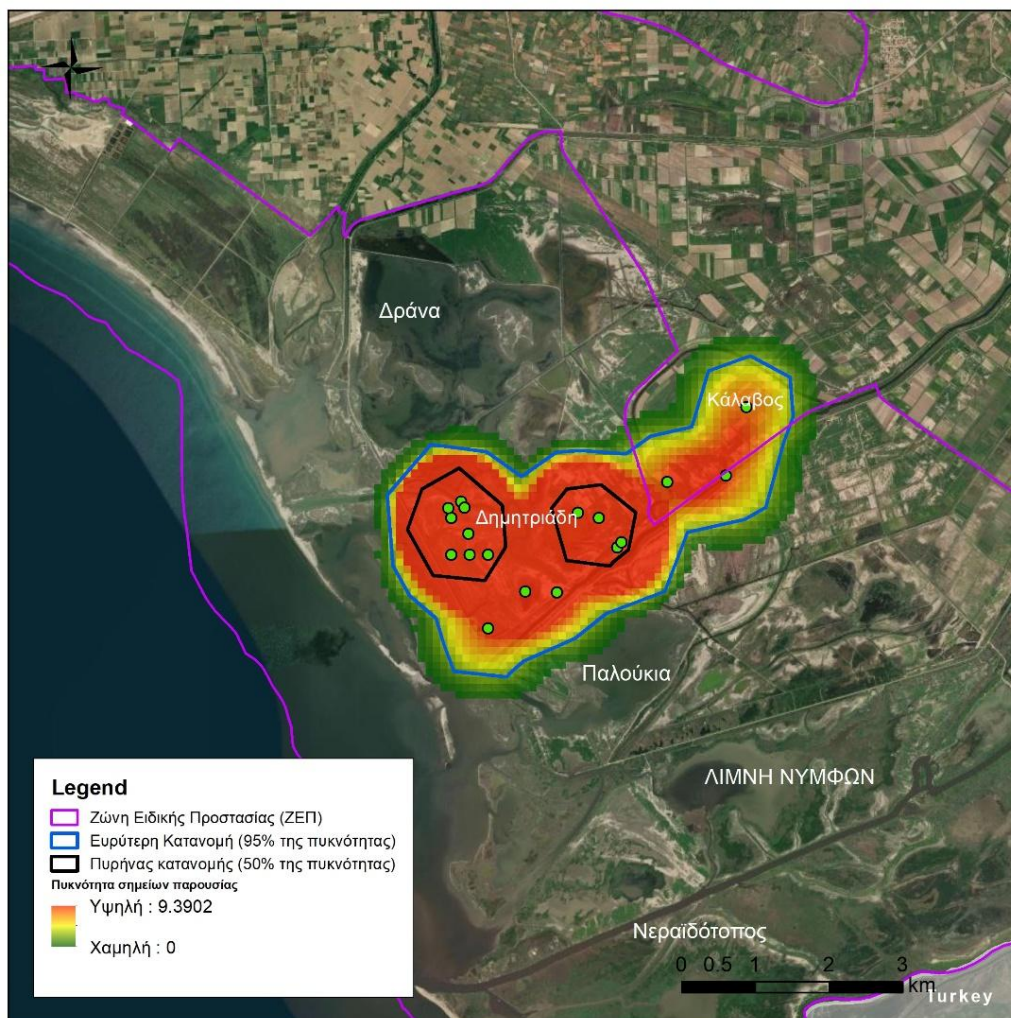 Δράνα
Κάλαβος
Δημητριάδη
Παλούκια
ΛΙΜΝΗ ΝΥΜΦΩΝ
Νεραϊδότοπος
0 0.5 1 2 3
km
Turkey
Legend
Ζώνη Ειδικής Προστασίας (ΖΕΠ)
Ευρύτερη Κατανομή (95% της πυκνότητας)
Πυρήνας κατανομής (50% της πυκνότητας)
Πυκνότητα σημείων παρουσίας
Υψηλή : 9.3902
Χαμηλή : 0